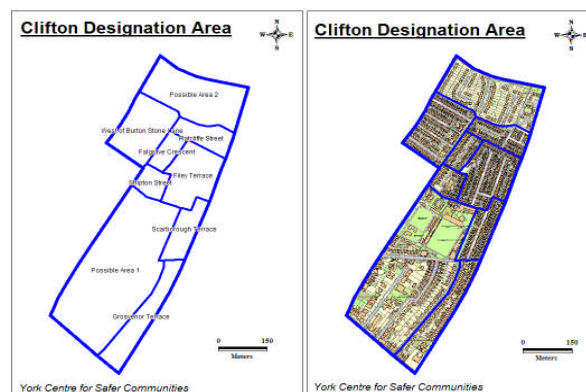 Clifton Designation Area
N
W E
S
Possible Area 2
West of Burton Stone Lane
Ratcliffe Street
Falgrave Crescent
Shipton Street
Filey Terrace
Scarborough Terrace
Possible Area 1
Grosvenor Terrace
0 150
Meters
York Centre for Safer Communities
Clifton Designation Area
N
W E
S
0 150
Meters
York Centre for Safer Communities